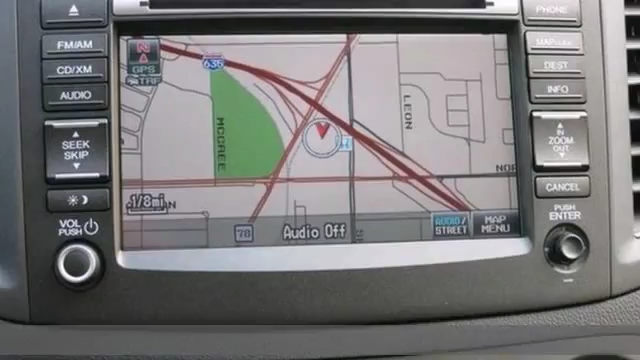 PHONE
FM/AM
CD/XM
AUDIO
SEEK
SKIP
VOL
PUSH
N
GPS
635
MCCREE
LEON
NOR
1/8mi
78
Audio Off
AUDIO/
STREET
MAP
MENU
DEST
INFO
IN
ZOOM
OUT
CANCEL
PUSH
ENTER